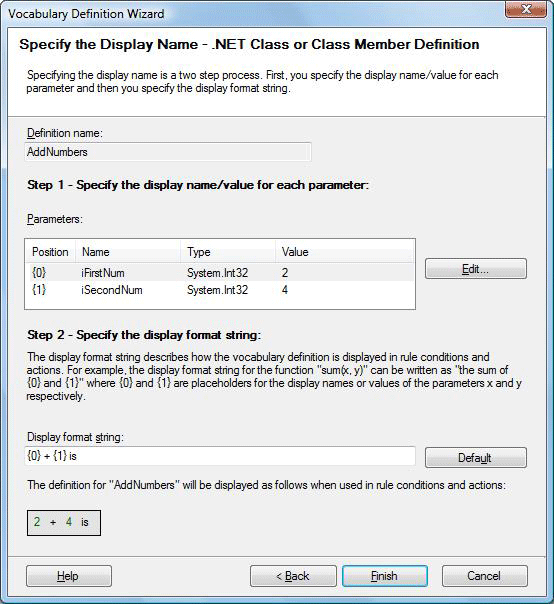 Vocabulary Definition Wizard
Specify the Display Name - .NET Class or Class Member Definition
Specifying the display name is a two step process. First, you specify the display name/value for each
parameter and then you specify the display format string.
Definition name:
AddNumbers
Step 1 - Specify the display name/value for each parameter:
Parameters:
Position Name Type Value
{0} iFirstNum System.Int32 2
{1} iSecondNum System.Int32 4
Edit...
Step 2 - Specify the display format string:
The display format string describes how the vocabulary definition is displayed in rule conditions and
actions. For example, the display format string for the function "sum(x, y)" can be written as "the sum of
{0} and {1}" where {0} and {1} are placeholders for the display names or values of the parameters x and y
respectively.
Display format string:
{0} + {1} is
Default
The definition for "AddNumbers" will be displayed as follows when used in rule conditions and actions:
2 + 4 is
Help < Back Finish Cancel